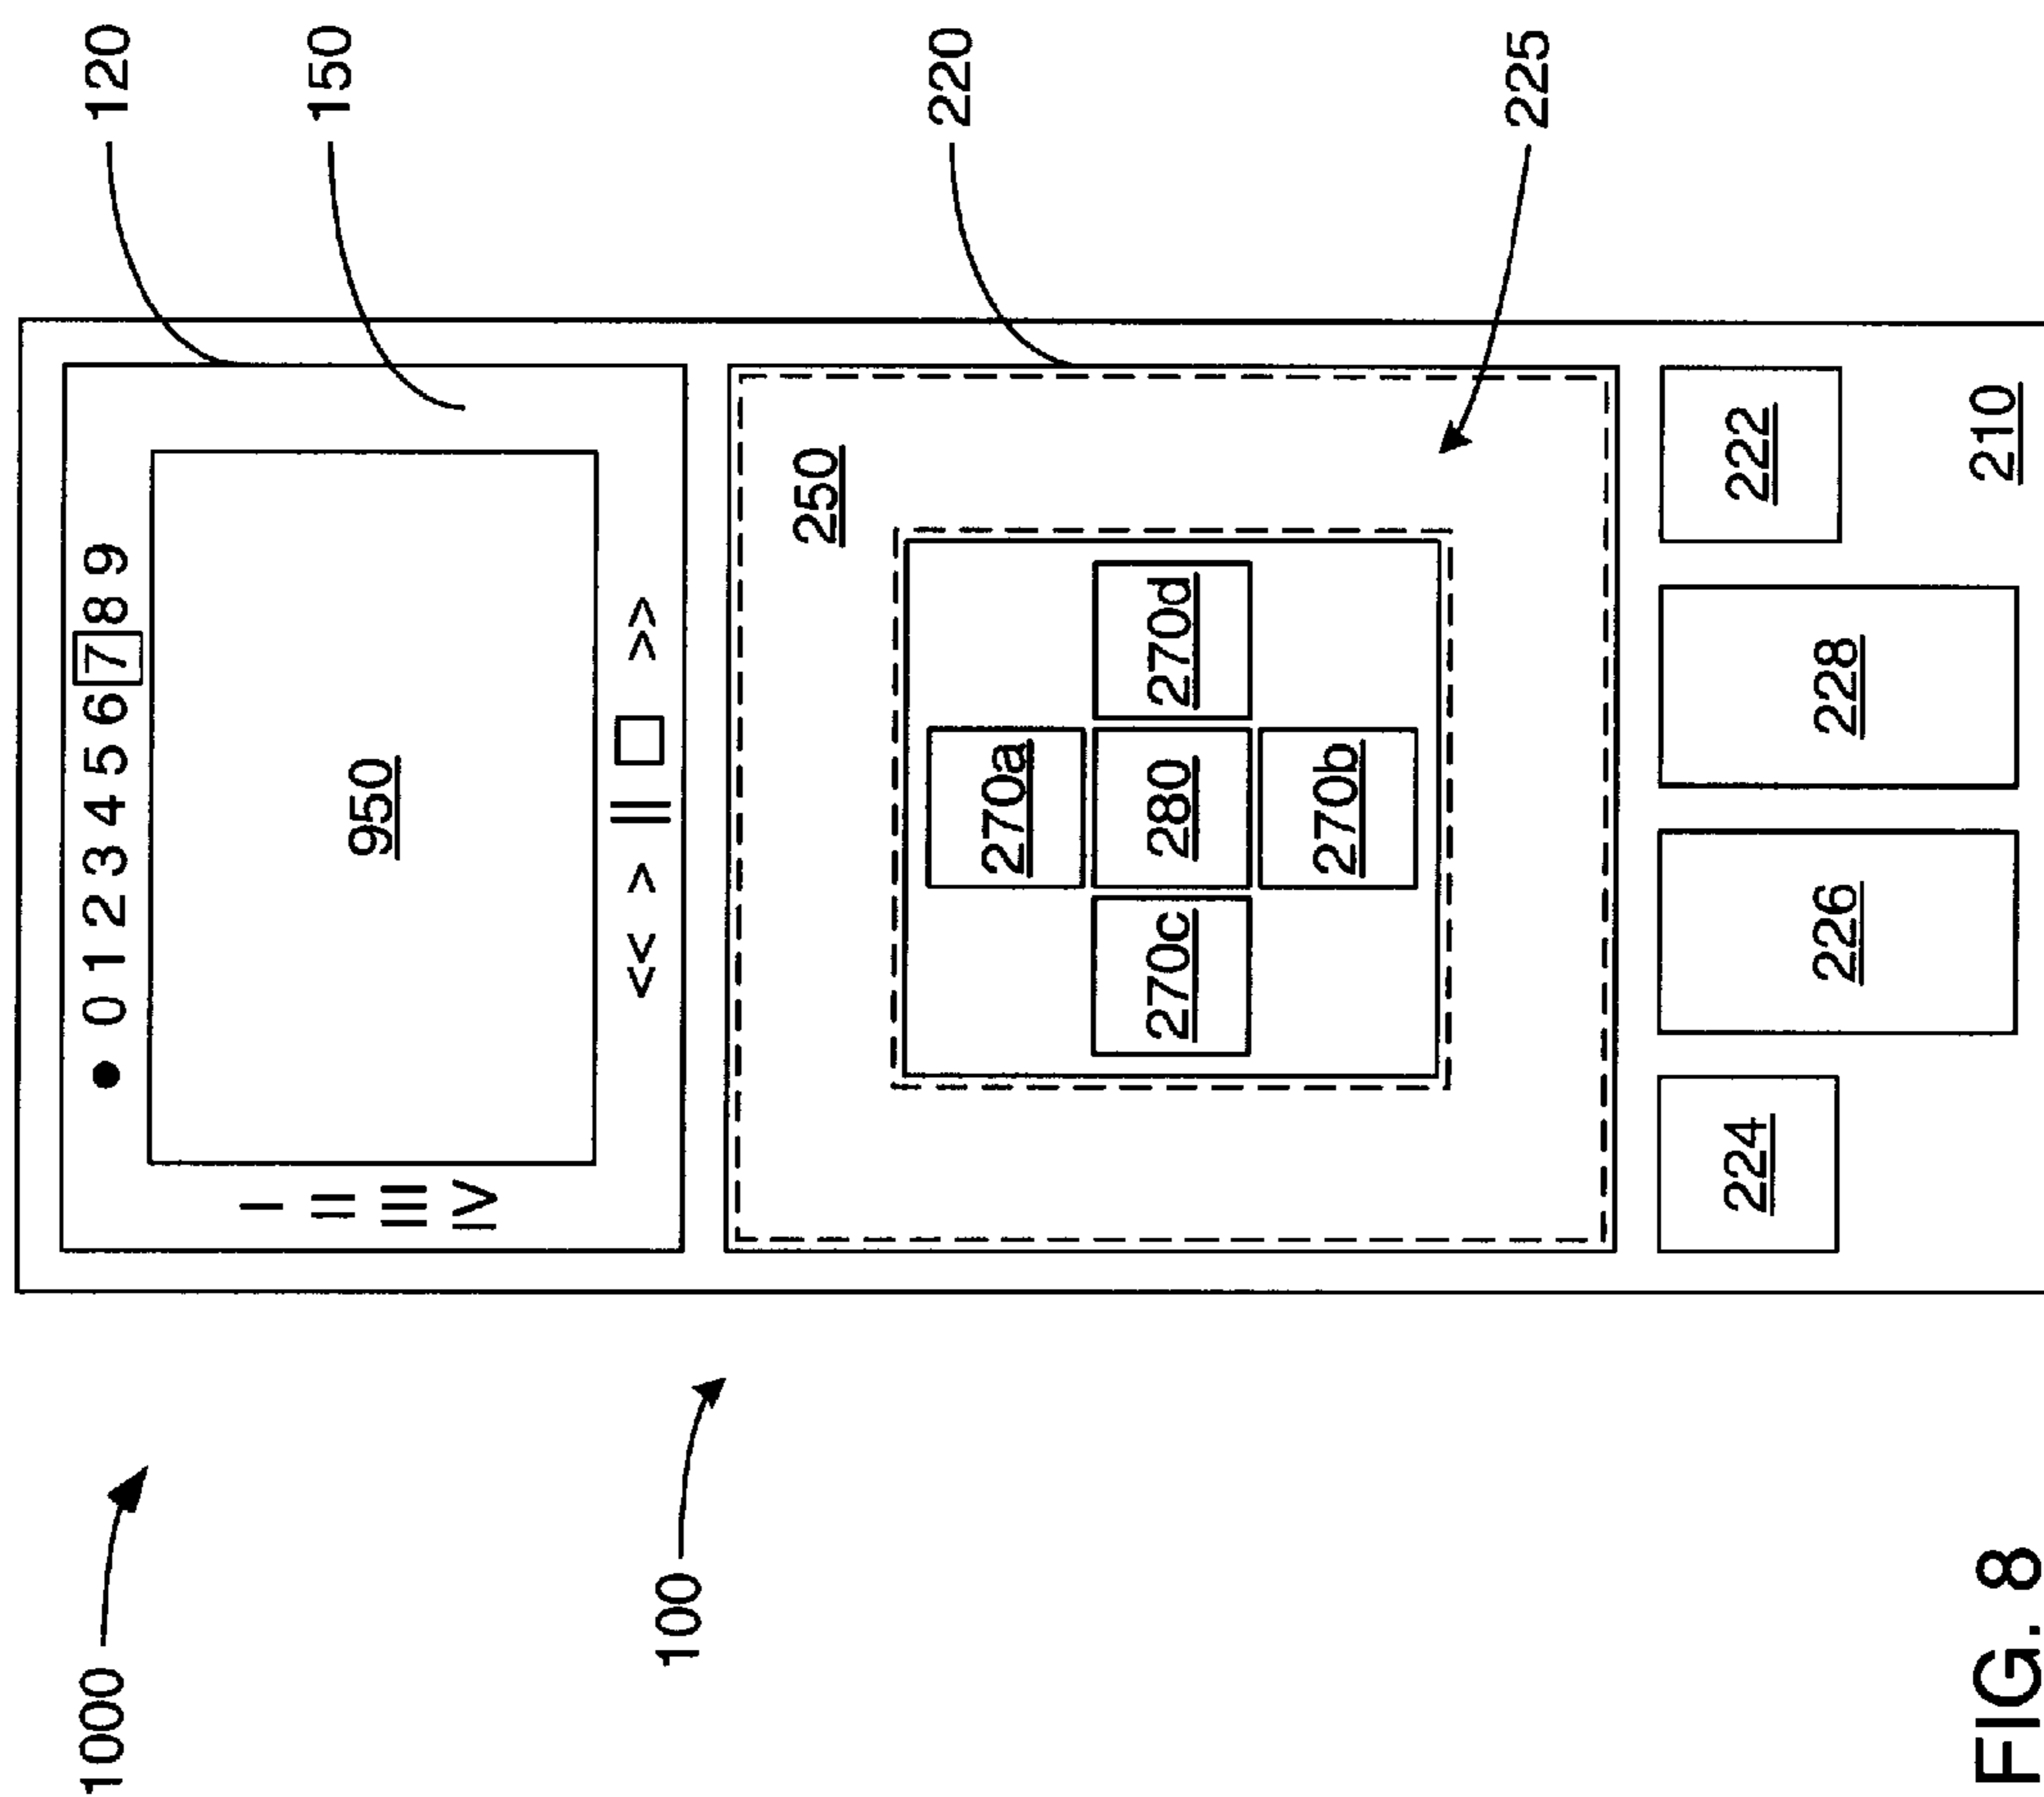 1000
● 0 1 2 3 4 5 6 7 8 9
120
I
II
150
III
IV
950
<< > || □ >>
100
250
220
270a
270c 280 270d
270b
225
224 226 228 222
210
FIG. 8